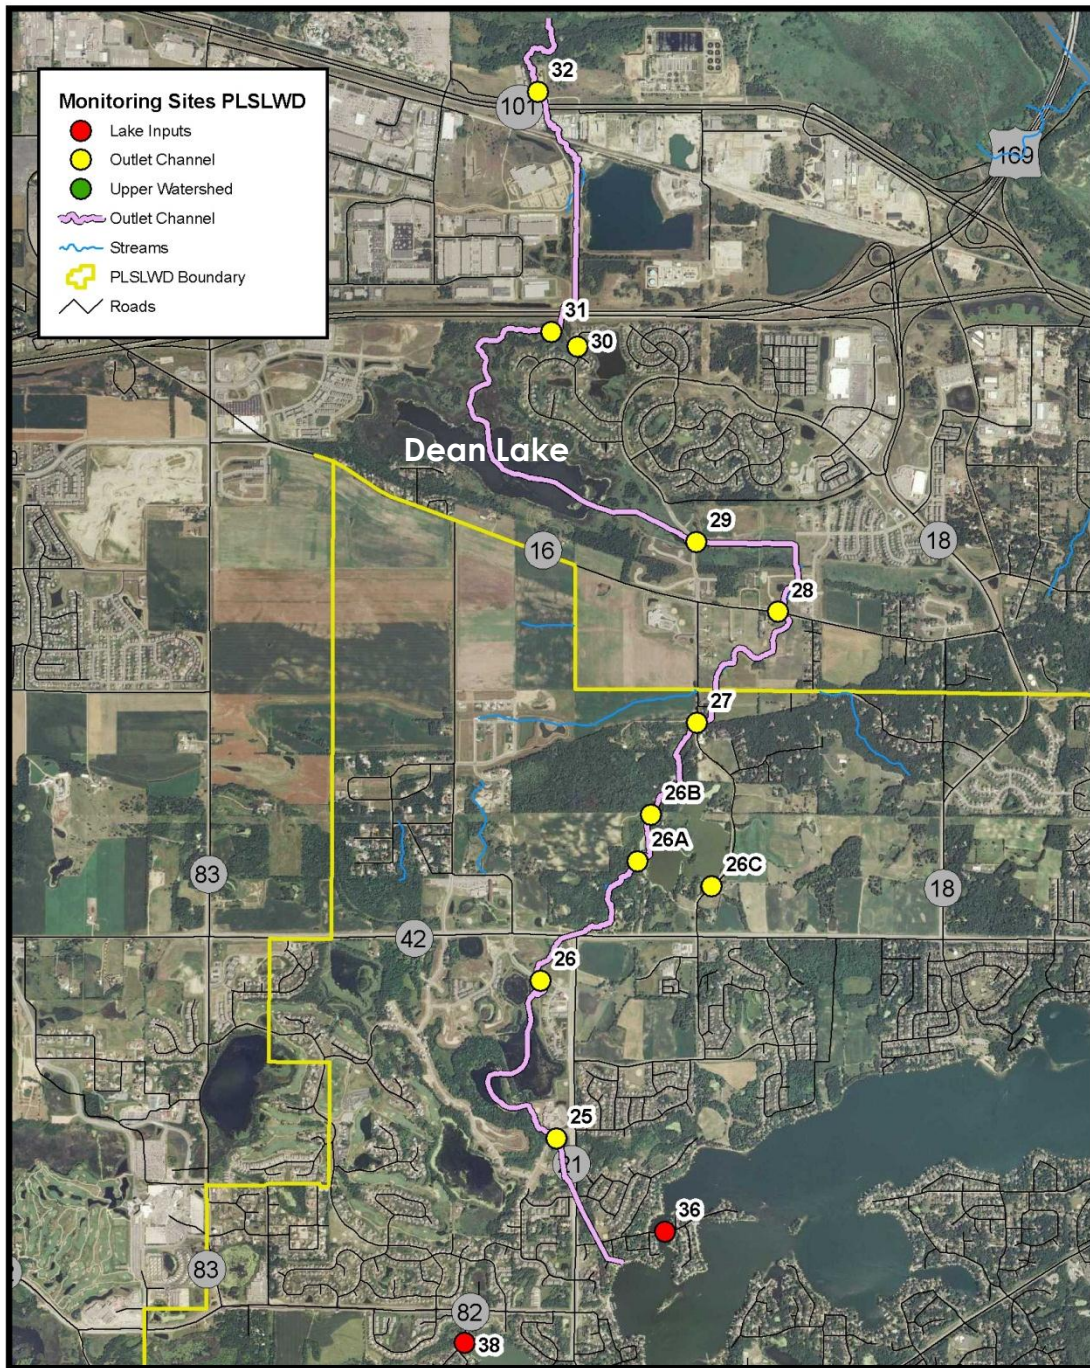 32
101
Monitoring Sites PLSLWD
Lake Inputs
Outlet Channel
Upper Watershed
Outlet Channel
Streams
PLSLWD Boundary
Roads
169
31
30
Dean Lake
29
16
18
28
27
26B
26A
26C
83
18
42
26
25
21
36
83
82
38